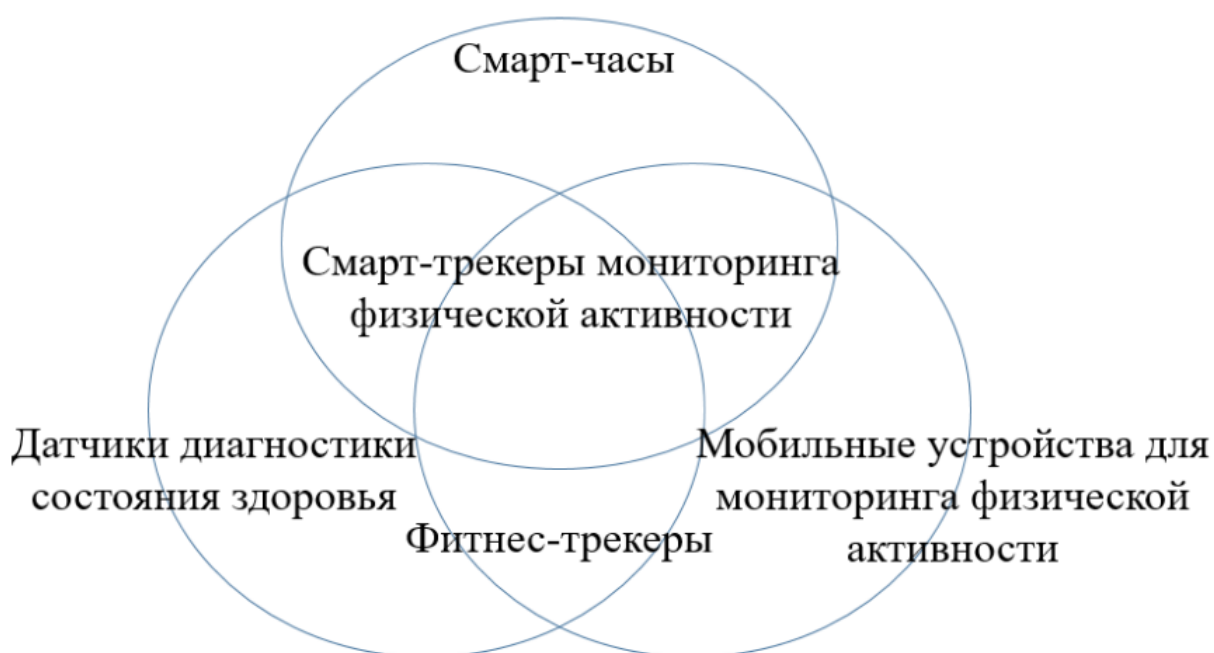 Смарт-часы
Смарт-трекеры мониторинга
физической активности
Датчики диагностики
состояния здоровья
Мобильные устройства для
мониторинга физической
активности
Фитнес-трекеры